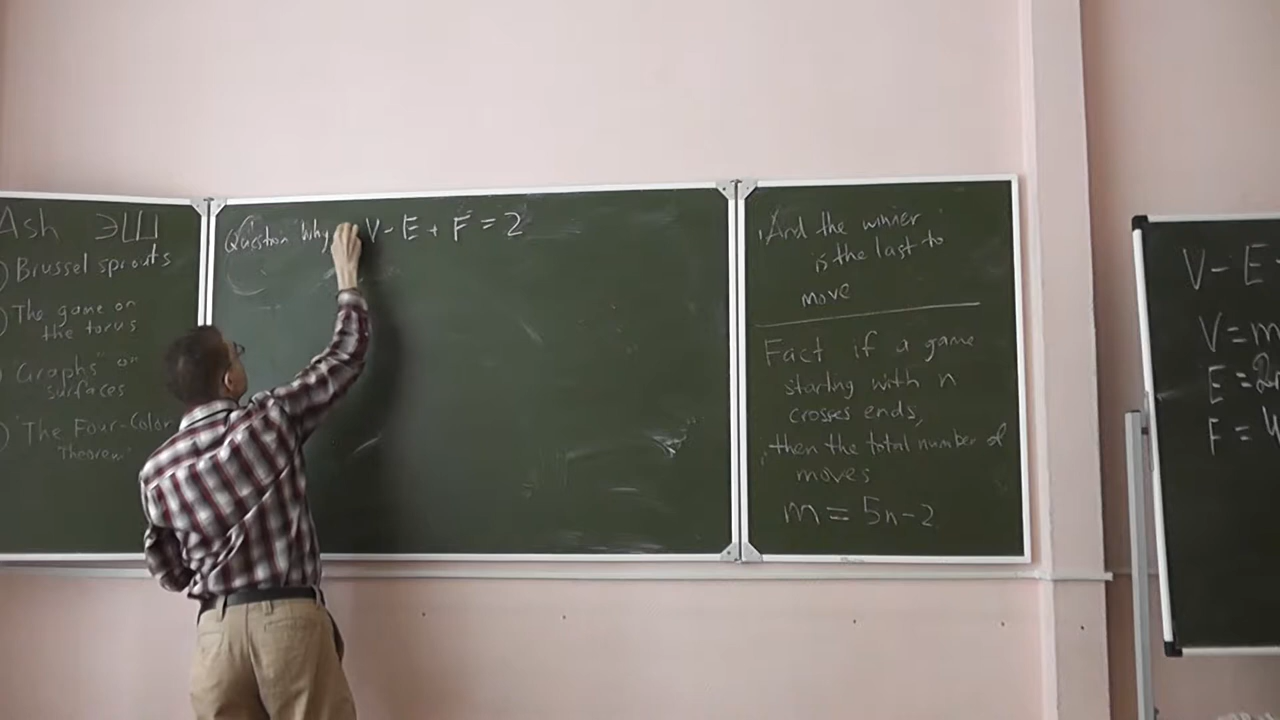 Ash ЭШ
) Brussel sprouts
) The game on
the torus
) "Graphs" on
surfaces
) "The Four-Color
Theorem"
Question Why V - E + F = 2
And the winner
is the last to
move
Fact if a game
starting with n
crosses ends,
then the total number of
moves
m = 5n - 2
V - E
V = m
E = 2
F = 4